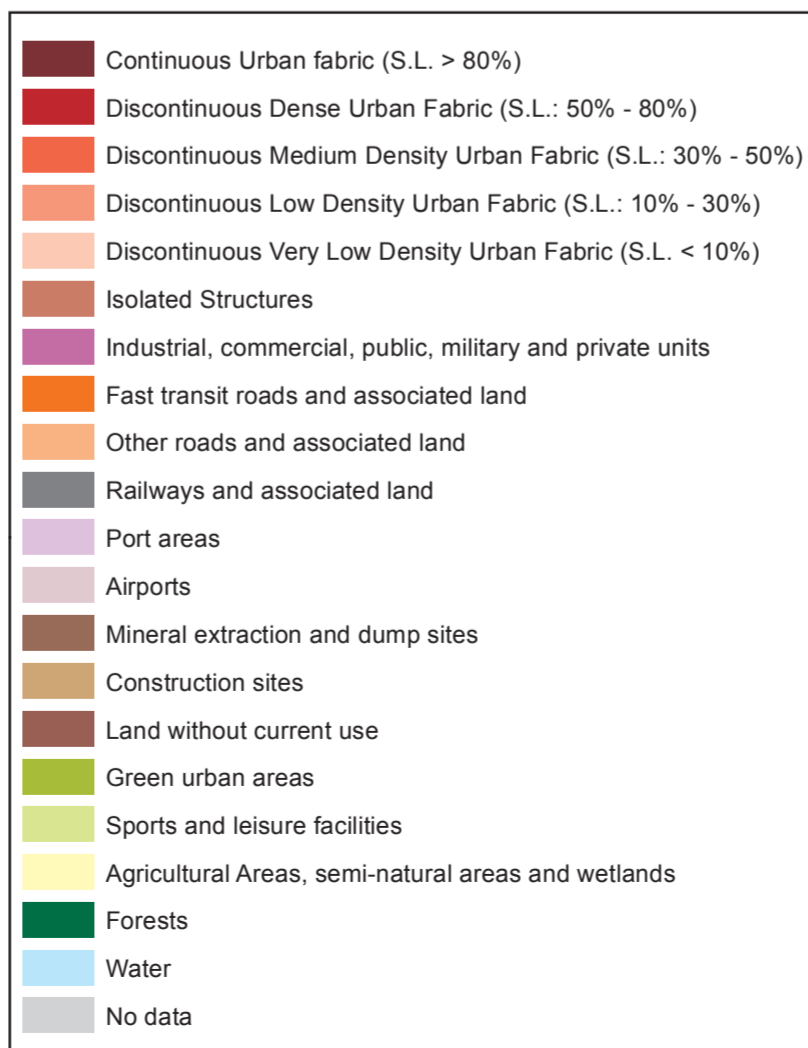 Continuous Urban fabric (S.L. > 80%)
Discontinuous Dense Urban Fabric (S.L.: 50% - 80%)
Discontinuous Medium Density Urban Fabric (S.L.: 30% - 50%)
Discontinuous Low Density Urban Fabric (S.L.: 10% - 30%)
Discontinuous Very Low Density Urban Fabric (S.L. < 10%)
Isolated Structures
Industrial, commercial, public, military and private units
Fast transit roads and associated land
Other roads and associated land
Railways and associated land
Port areas
Airports
Mineral extraction and dump sites
Construction sites
Land without current use
Green urban areas
Sports and leisure facilities
Agricultural Areas, semi-natural areas and wetlands
Forests
Water
No data